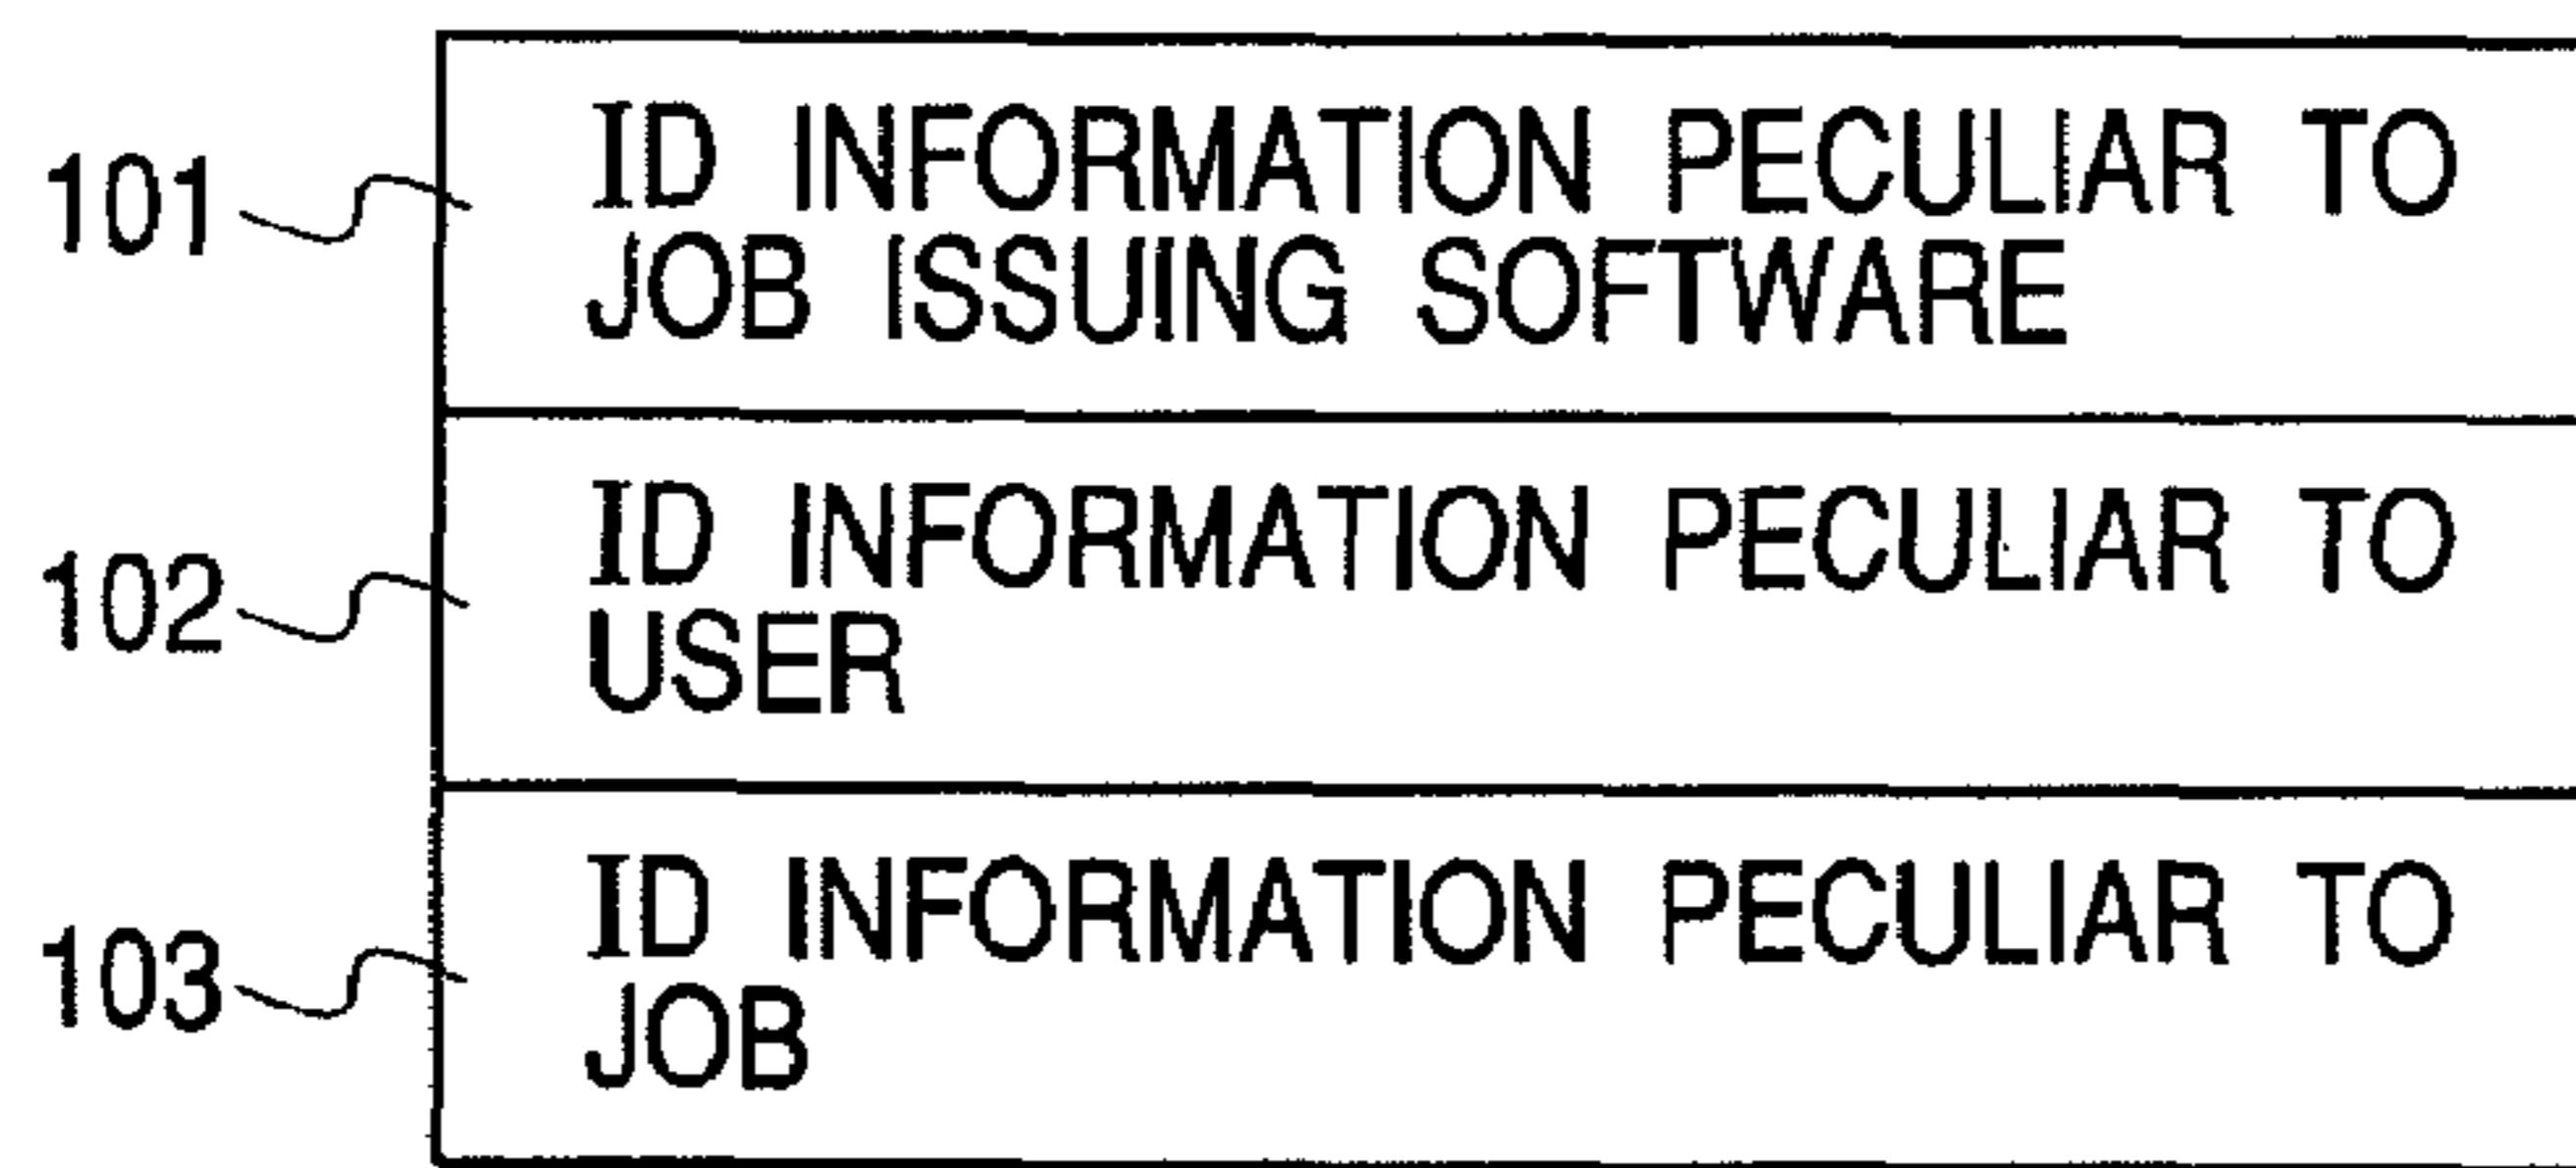 101 ID INFORMATION PECULIAR TO
JOB ISSUING SOFTWARE
102 ID INFORMATION PECULIAR TO
USER
103 ID INFORMATION PECULIAR TO
JOB